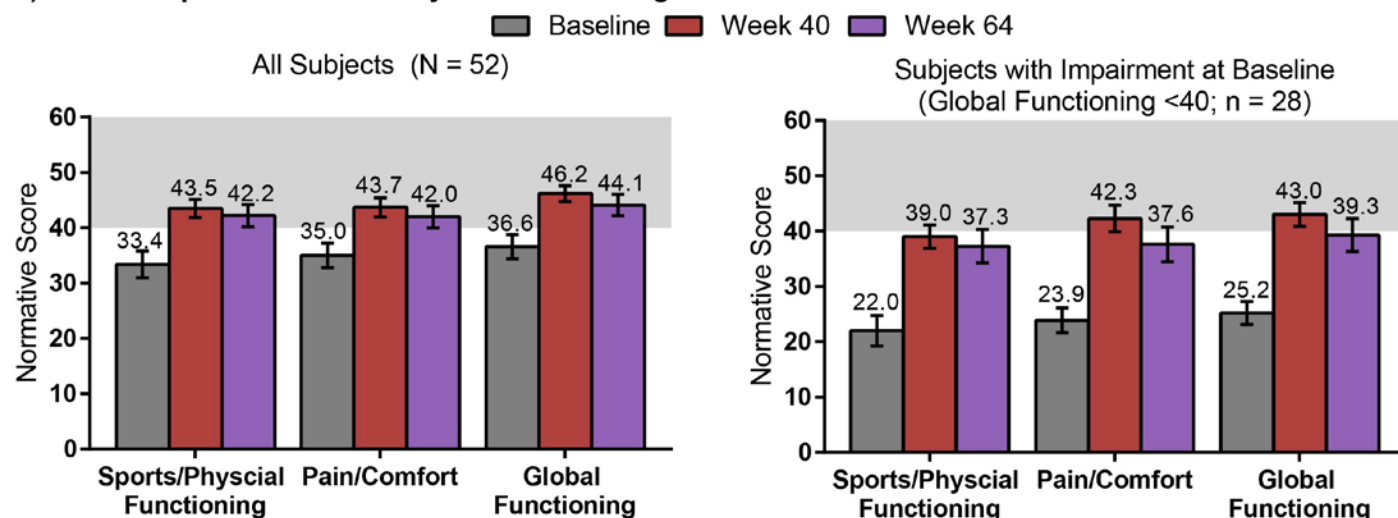 Baseline Week 40 Week 64
All Subjects (N = 52)
Normative Score
60
50
40
30
20
10
0
33.4 43.5 42.2
35.0 43.7 42.0
36.6 46.2 44.1
Sports/Physcial
Functioning
Pain/Comfort
Global
Functioning
Subjects with Impairment at Baseline
(Global Functioning <40; n = 28)
Normative Score
60
50
40
30
20
10
0
22.0 39.0 37.3
23.9 42.3 37.6
25.2 43.0 39.3
Sports/Physcial
Functioning
Pain/Comfort
Global
Functioning